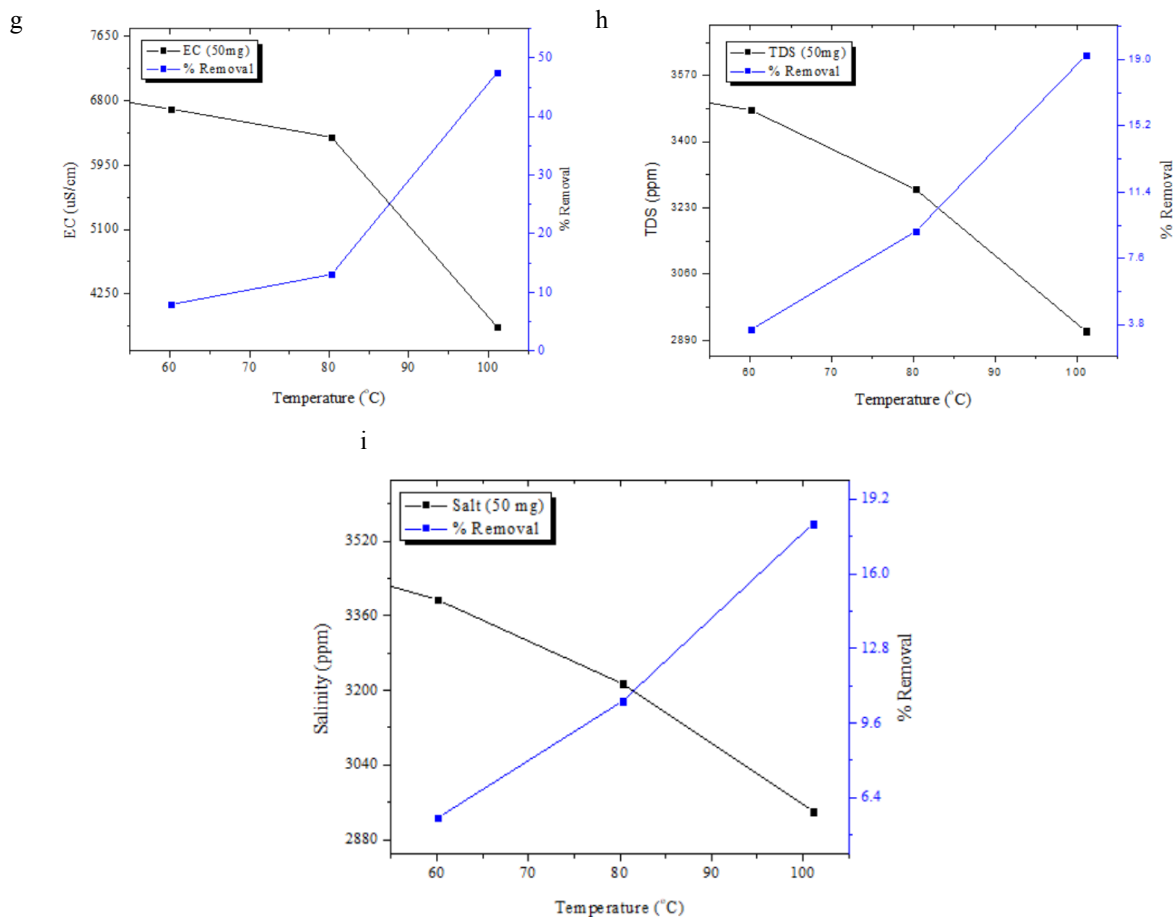 g
EC (50mg)
% Removal
7650
6800
5950
5100
4250
EC (uS/cm)
50
40
30
20
10
0
% Removal
60 70 80 90 100
Temperature (°C)
h
TDS (50mg)
% Removal
3570
3400
3230
3060
2890
TDS (ppm)
19.0
15.2
11.4
7.6
3.8
% Removal
60 70 80 90 100
Temperature (°C)
i
Salt (50 mg)
% Removal
3520
3360
3200
3040
2880
Salinity (ppm)
19.2
16.0
12.8
9.6
6.4
% Removal
60 70 80 90 100
Temperature (°C)